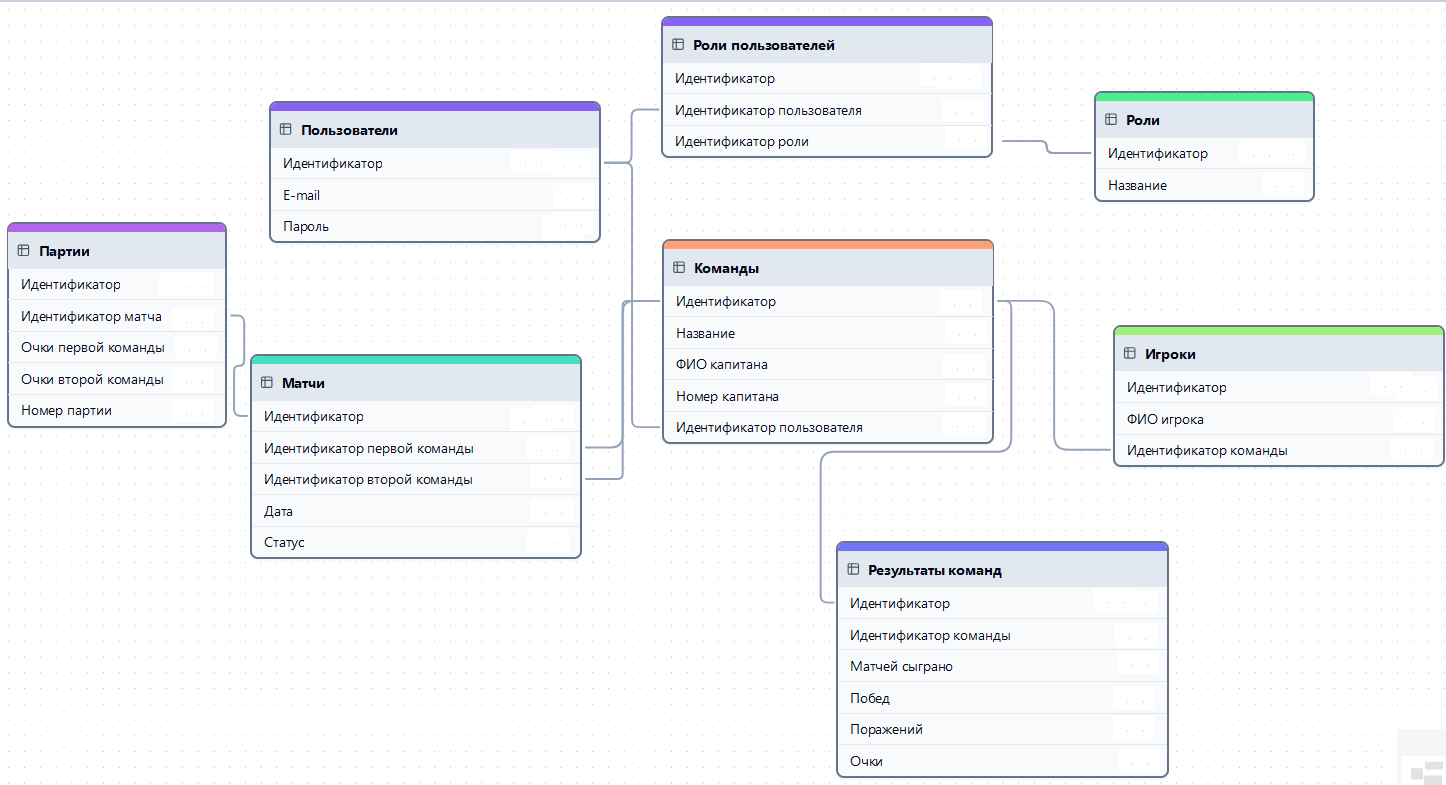 Роли пользователей
Идентификатор
Идентификатор пользователя
Идентификатор роли
Роли
Идентификатор
Название
Пользователи
Идентификатор
E-mail
Пароль
Партии
Идентификатор
Идентификатор матча
Очки первой команды
Очки второй команды
Номер партии
Команды
Идентификатор
Название
ФИО капитана
Номер капитана
Идентификатор пользователя
Матчи
Идентификатор
Идентификатор первой команды
Идентификатор второй команды
Дата
Статус
Игроки
Идентификатор
ФИО игрока
Идентификатор команды
Результаты команд
Идентификатор
Идентификатор команды
Матчей сыграно
Побед
Поражений
Очки